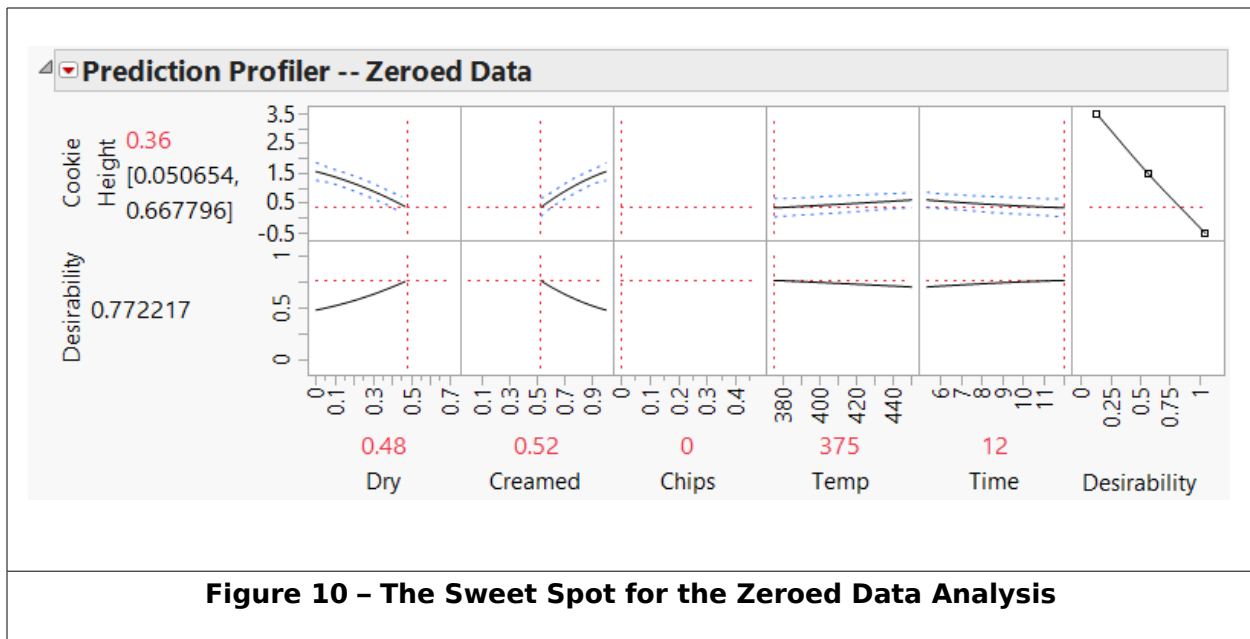 Prediction Profiler -- Zeroed Data
Cookie
Height
0.36
[0.050654,
0.667796]
3.5
2.5
1.5
0.5
-0.5
Desirability
0.772217
1
0.5
0
0 0.1 0.3 0.5 0.7
0.1 0.3 0.5 0.7 0.9
0 0.1 0.2 0.3 0.4
380 400 420 440
6 7 8 9 10 11
0 0.25 0.5 0.75 1
0.48 0.52 0 375 12
Dry Creamed Chips Temp Time Desirability
Figure 10 – The Sweet Spot for the Zeroed Data Analysis